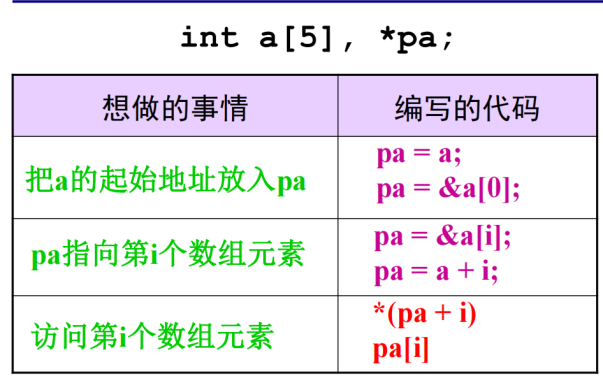 int a[5], *pa;
想做的事情
编写的代码
把a的起始地址放入pa
pa = a;
pa = &a[0];
pa指向第i个数组元素
pa = &a[i];
pa = a + i;
访问第i个数组元素
*(pa + i)
pa[i]